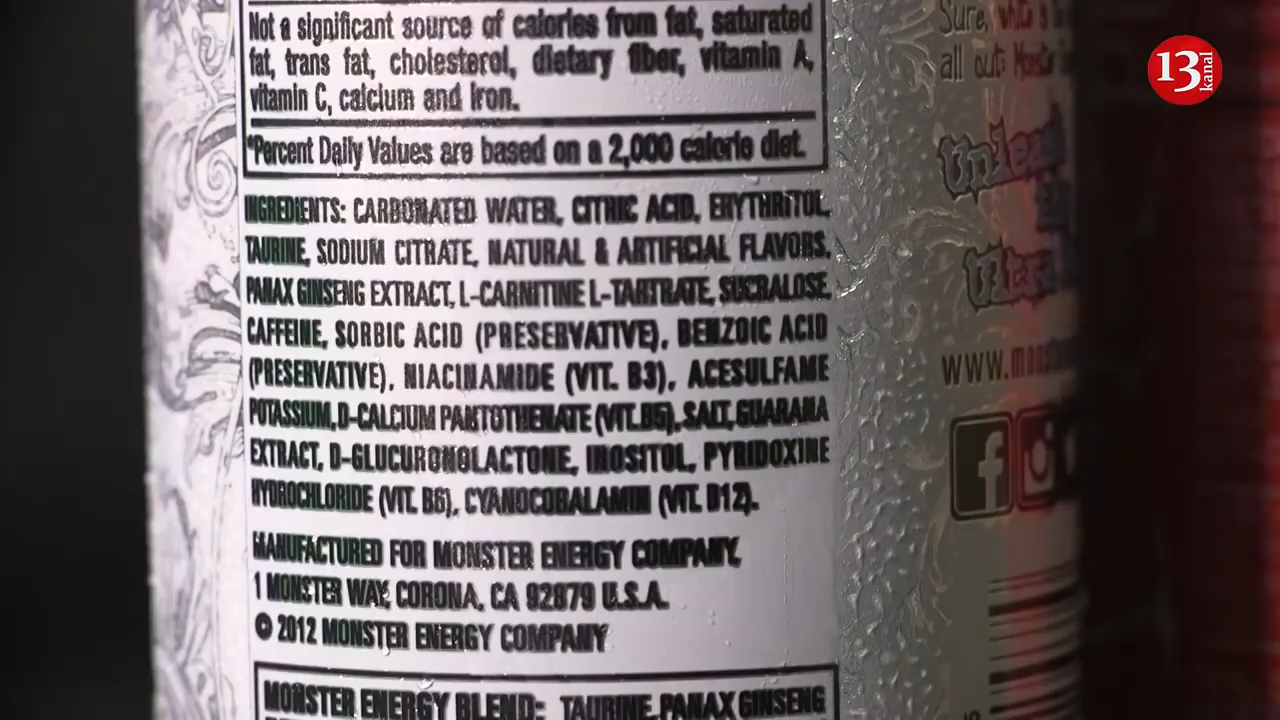 Not a significant source of calories from fat, saturated
fat, trans fat, cholesterol, dietary fiber, vitamin A,
vitamin C, calcium and iron.
*Percent Daily Values are based on a 2,000 calorie diet.
INGREDIENTS: CARBONATED WATER, CITRIC ACID, ERYTHRITOL,
TAURINE, SODIUM CITRATE, NATURAL & ARTIFICIAL FLAVORS,
PANAX GINSENG EXTRACT, L-CARNITINE L-TARTRATE, SUCRALOSE,
CAFFEINE, SORBIC ACID (PRESERVATIVE), BENZOIC ACID
(PRESERVATIVE), NIACINAMIDE (VIT. B3), ACESULFAME
POTASSIUM, D-CALCIUM PANTOTHENATE (VIT.B5), SALT, GUARANA
EXTRACT, D-GLUCURONOLACTONE, INOSITOL, PYRIDOXINE
HYDROCHLORIDE (VIT. B6), CYANOCOBALAMIN (VIT. B12).
MANUFACTURED FOR MONSTER ENERGY COMPANY,
1 MONSTER WAY, CORONA, CA 92879 U.S.A.
© 2012 MONSTER ENERGY COMPANY
MONSTER ENERGY BLEND: TAURINE, PANAX GINSENG
Sure,
all out
www.
f
13 kanal